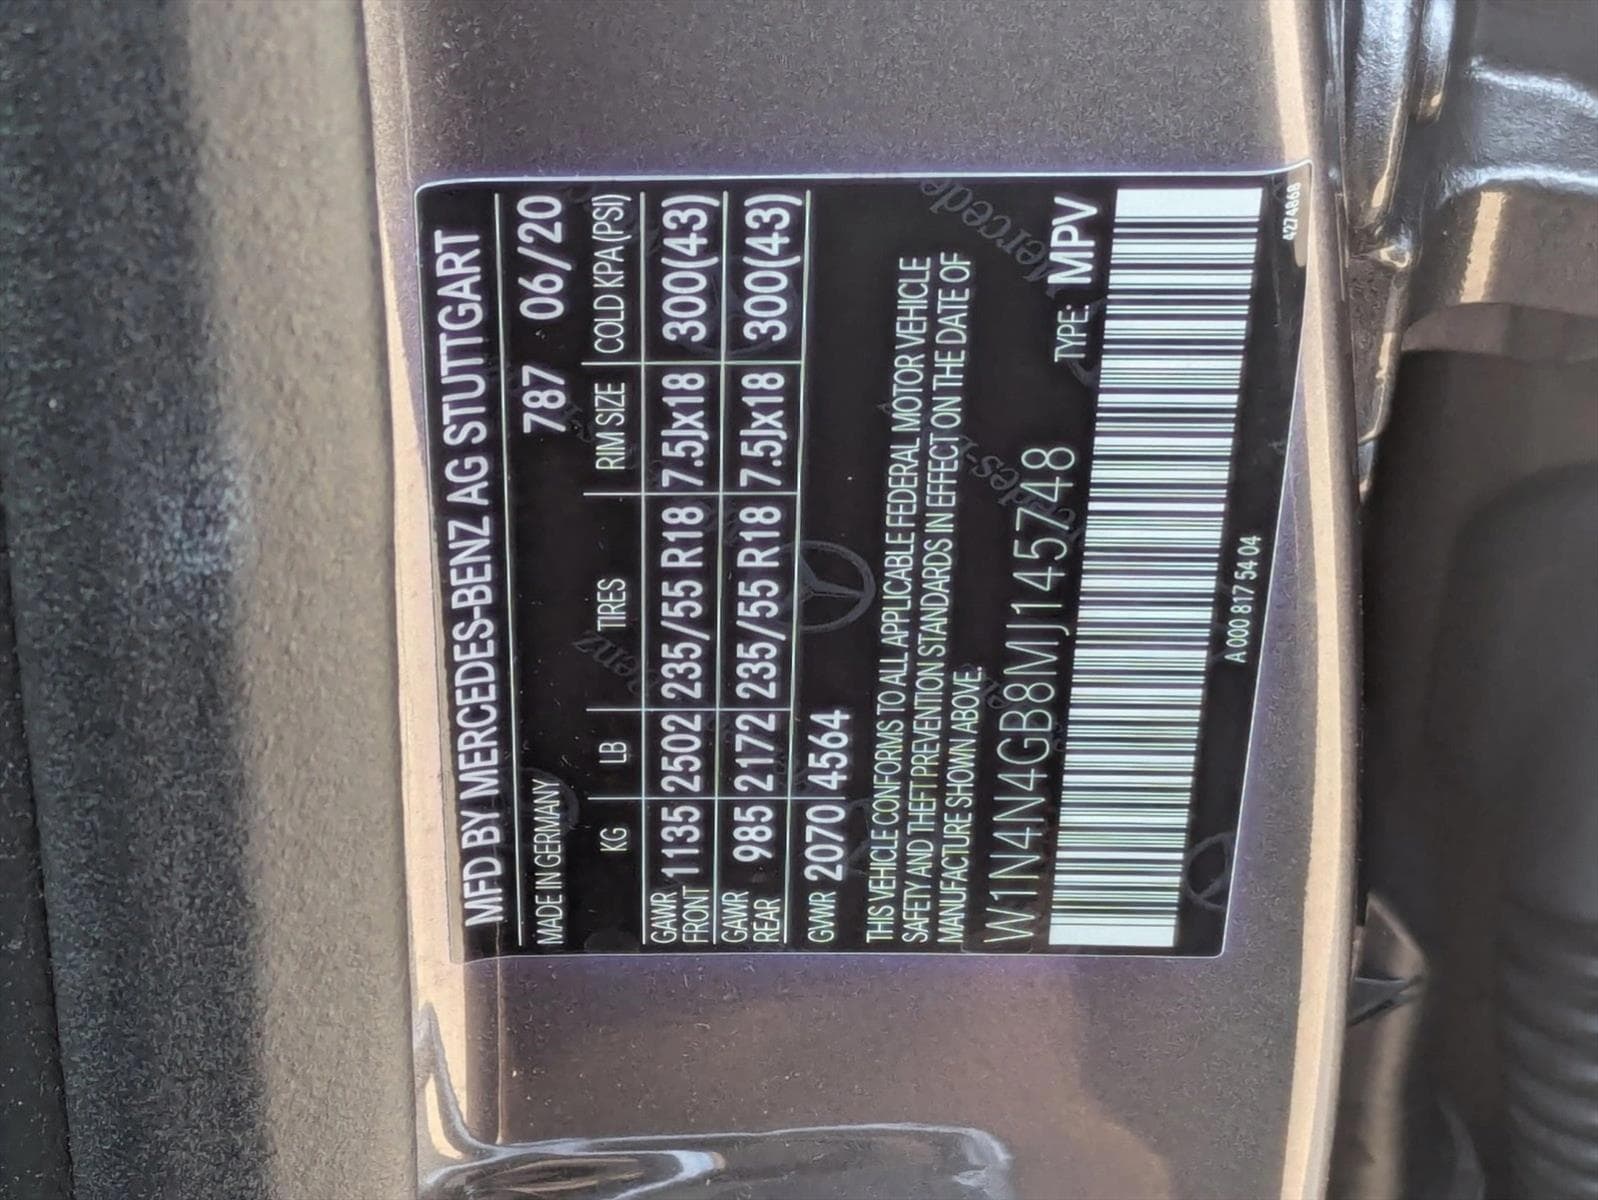 MFD BY MERCEDES-BENZ AG STUTTGART
MADE IN GERMANY 787 06/20
KG LB TIRES RIM SIZE COLD KPA (PSI)
GAWR FRONT 1135 2502 235/55 R18 7.5Jx18 300(43)
GAWR REAR 985 2172 235/55 R18 7.5Jx18 300(43)
GVWR 2070 4564
THIS VEHICLE CONFORMS TO ALL APPLICABLE FEDERAL MOTOR VEHICLE
SAFETY AND THEFT PREVENTION STANDARDS IN EFFECT ON THE DATE OF
MANUFACTURE SHOWN ABOVE.
W1N4N4GB8MJ145748 TYPE: MPV
A 000 817 54 04
4274868